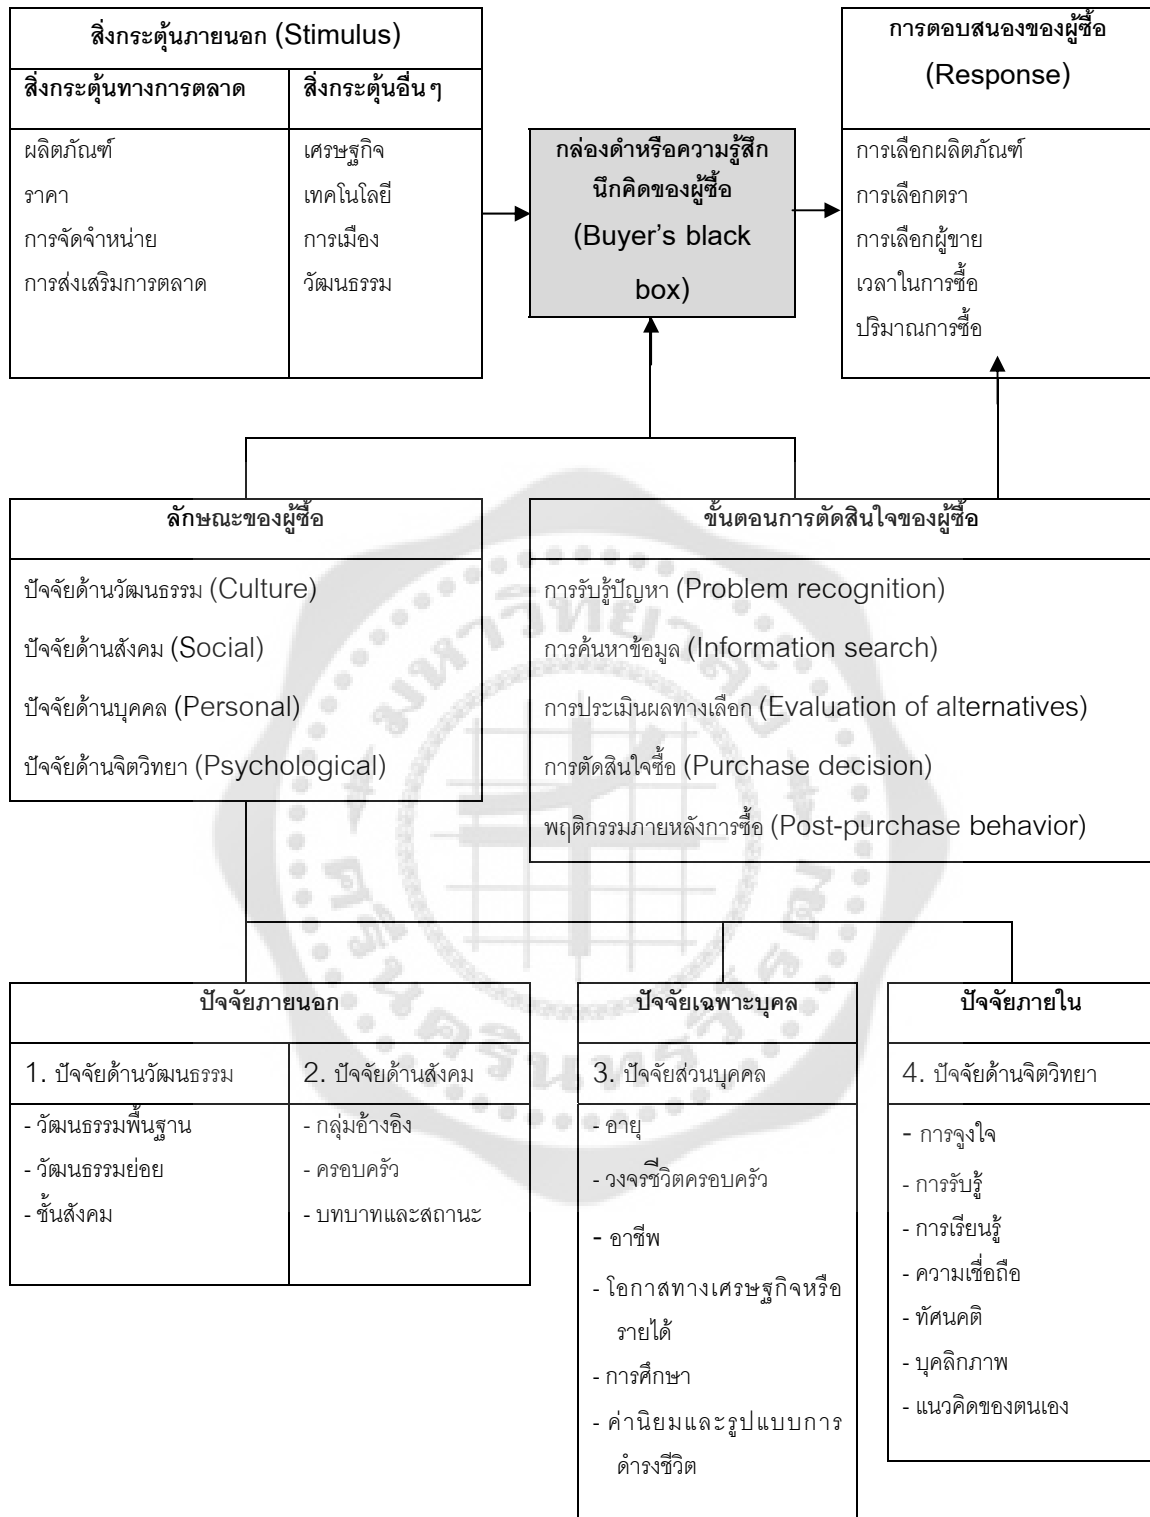 สิ่งกระตุ้นภายนอก (Stimulus)
สิ่งกระตุ้นทางการตลาด
ผลิตภัณฑ์
ราคา
การจัดจำหน่าย
การส่งเสริมการตลาด
สิ่งกระตุ้นอื่นๆ
เศรษฐกิจ
เทคโนโลยี
การเมือง
วัฒนธรรม
กล่องดำหรือความรู้สึก
นึกคิดของผู้ซื้อ
(Buyer's black
box)
การตอบสนองของผู้ซื้อ
(Response)
การเลือกผลิตภัณฑ์
การเลือกตรา
การเลือกผู้ขาย
เวลาในการซื้อ
ปริมาณการซื้อ
ลักษณะของผู้ซื้อ
ปัจจัยด้านวัฒนธรรม (Culture)
ปัจจัยด้านสังคม (Social)
ปัจจัยด้านบุคคล (Personal)
ปัจจัยด้านจิตวิทยา (Psychological)
ขั้นตอนการตัดสินใจของผู้ซื้อ
การรับรู้ปัญหา (Problem recognition)
การค้นหาข้อมูล (Information search)
การประเมินผลทางเลือก (Evaluation of alternatives)
การตัดสินใจซื้อ (Purchase decision)
พฤติกรรมภายหลังการซื้อ (Post-purchase behavior)
ปัจจัยภายนอก
1. ปัจจัยด้านวัฒนธรรม
- วัฒนธรรมพื้นฐาน
- วัฒนธรรมย่อย
- ชั้นสังคม
2. ปัจจัยด้านสังคม
- กลุ่มอ้างอิง
- ครอบครัว
- บทบาทและสถานะ
ปัจจัยเฉพาะบุคล
3. ปัจจัยส่วนบุคคล
- อายุ
- วงจรชีวิตครอบครัว
- อาชีพ
- โอกาสทางเศรษฐกิจหรือ
รายได้
- การศึกษา
- ค่านิยมและรูปแบบการ
ดำรงชีวิต
ปัจจัยภายใน
4. ปัจจัยด้านจิตวิทยา
- การจูงใจ
- การรับรู้
- การเรียนรู้
- ความเชื่อถือ
- ทัศนคติ
- บุคลิกภาพ
- แนวคิดของตนเอง
มหาวิทยาลัย
ศรีนครินทรวิโรฒ